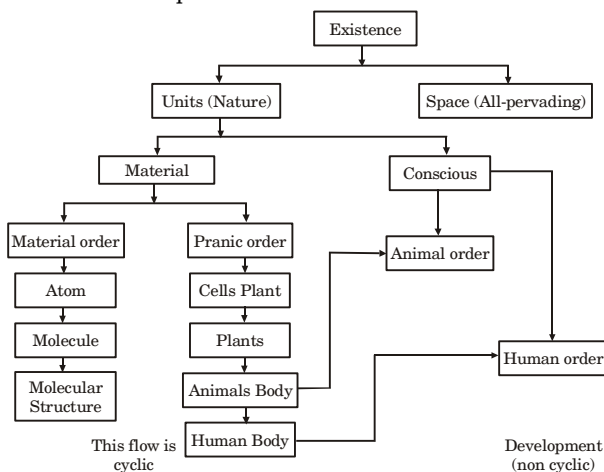 Existence
Units (Nature)
Space (All-pervading)
Material
Conscious
Material order
Pranic order
Animal order
Atom
Cells Plant
Molecule
Plants
Human order
Molecular
Structure
Animals Body
Human Body
This flow is
cyclic
Development
(non cyclic)